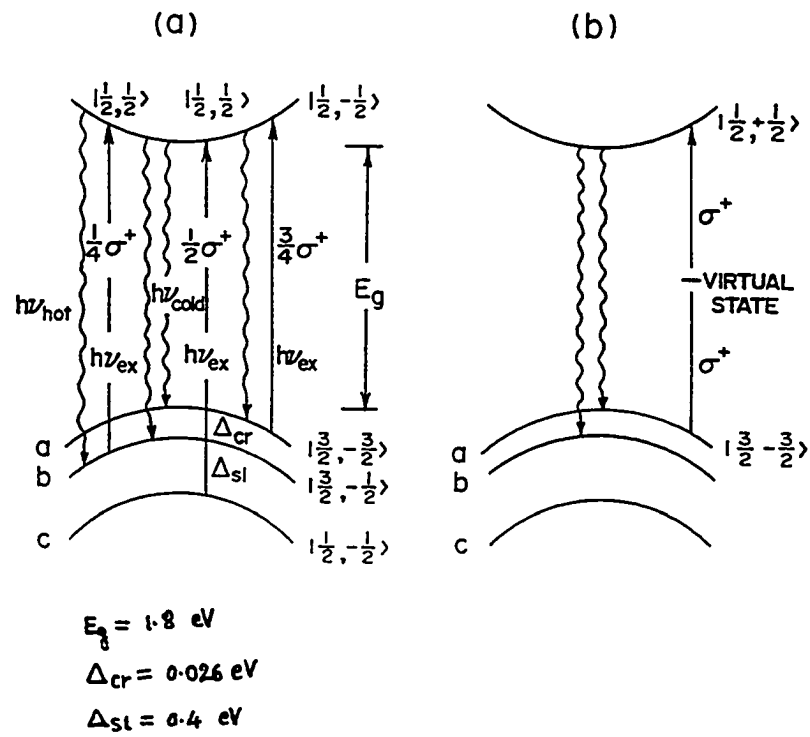 (a) (b)
|1/2,1/2⟩ |1/2,1/2⟩ |1/2,-1/2⟩
|1/2,+1/2⟩
1/4σ+ 1/2σ+ 3/4σ+
σ+
hν_hot hν_cold E_g
VIRTUAL
STATE
hν_ex hν_ex hν_ex
σ+
a Δ_cr |3/2,-3/2⟩ a |3/2 -3/2⟩
b Δ_sl |3/2,-1/2⟩ b
c |1/2,-1/2⟩ c
E_g = 1.8 eV
Δ_cr = 0.026 eV
Δ_sl = 0.4 eV